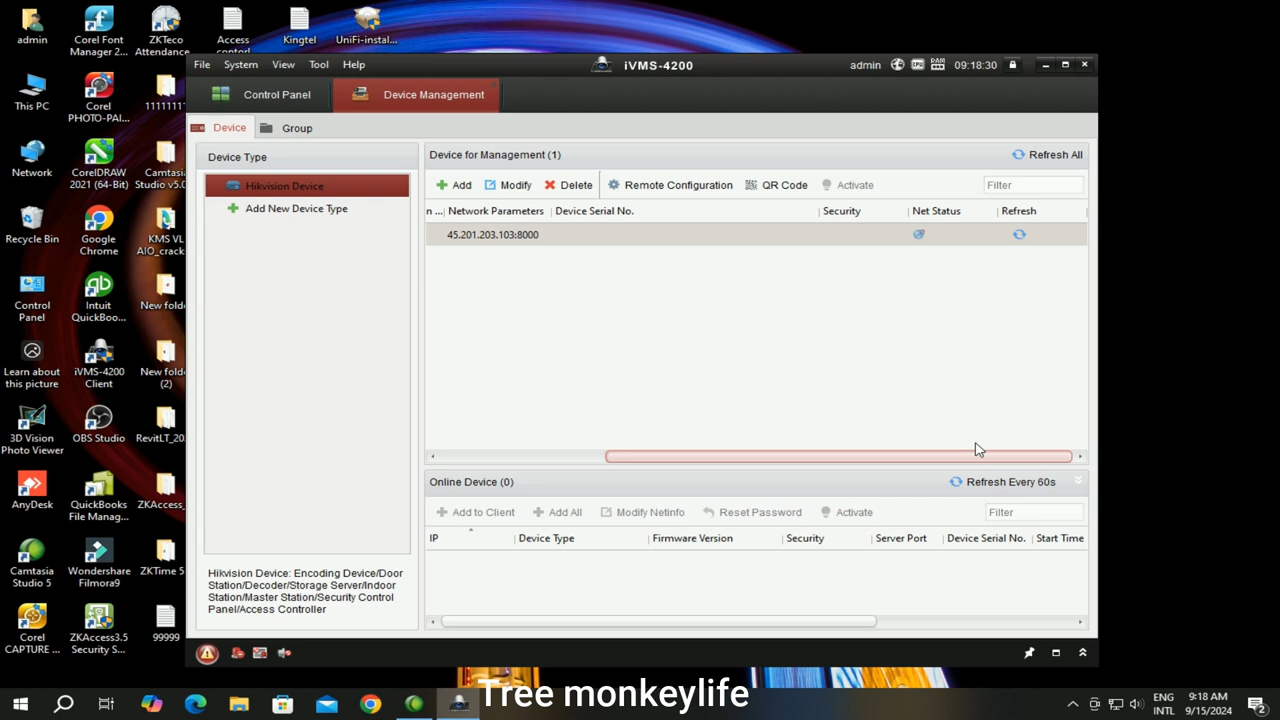 admin
Corel Font
Manager 2...
ZKTeco
Attendance
Access
Kingtel
UniFi-instal...
This PC
Corel
PHOTO-PAI...
1111111
Network
CorelDRAW
2021 (64-Bit)
Camtas
Studio v5.0
Recycle Bin
Google
Chrome
KMS VL
AIO_crack
Control
Panel
Intuit
QuickBoo...
New fold
Learn about
this picture
iVMS-4200
Client
New fold
(2)
3D Vision
Photo Viewer
OBS Studio
RevitLT_20
AnyDesk
QuickBooks
File Manag...
ZKAccess_
Camtasia
Studio 5
Wondershare
Filmora9
ZKTime 5
Corel
CAPTURE ...
ZKAccess3.5
Security S...
99999
File System View Tool Help
iVMS-4200
admin CPU RAM 09:18:30
Control Panel Device Management
Device Group
Device Type
Hikvision Device
Add New Device Type
Hikvision Device: Encoding Device/Door
Station/Decoder/Storage Server/Indoor
Station/Master Station/Security Control
Panel/Access Controller
Device for Management (1) Refresh All
Add Modify Delete Remote Configuration QR Code Activate Filter
n ... Network Parameters Device Serial No. Security Net Status Refresh
45.201.203.103:8000
Online Device (0) Refresh Every 60s
Add to Client Add All Modify Netinfo Reset Password Activate Filter
IP Device Type Firmware Version Security Server Port Device Serial No. Start Time
Tree monkeylife
ENG
INTL
9:18 AM
9/15/2024
2